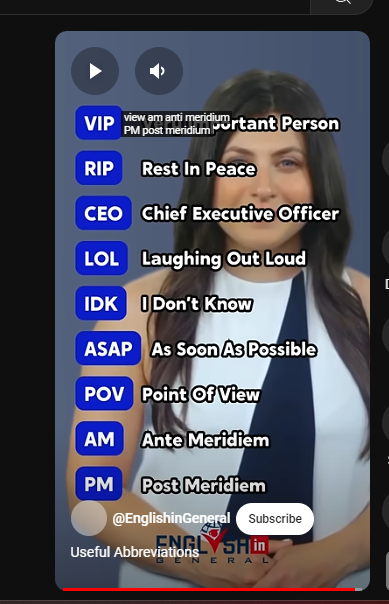 VIP Very Important Person
view am anti meridium
PM post meridium
RIP Rest In Peace
CEO Chief Executive Officer
LOL Laughing Out Loud
IDK I Don't Know
ASAP As Soon As Possible
POV Point Of View
AM Ante Meridiem
PM Post Meridiem
@EnglishinGeneral Subscribe
ENGLISH in
GENERAL
Useful Abbreviations